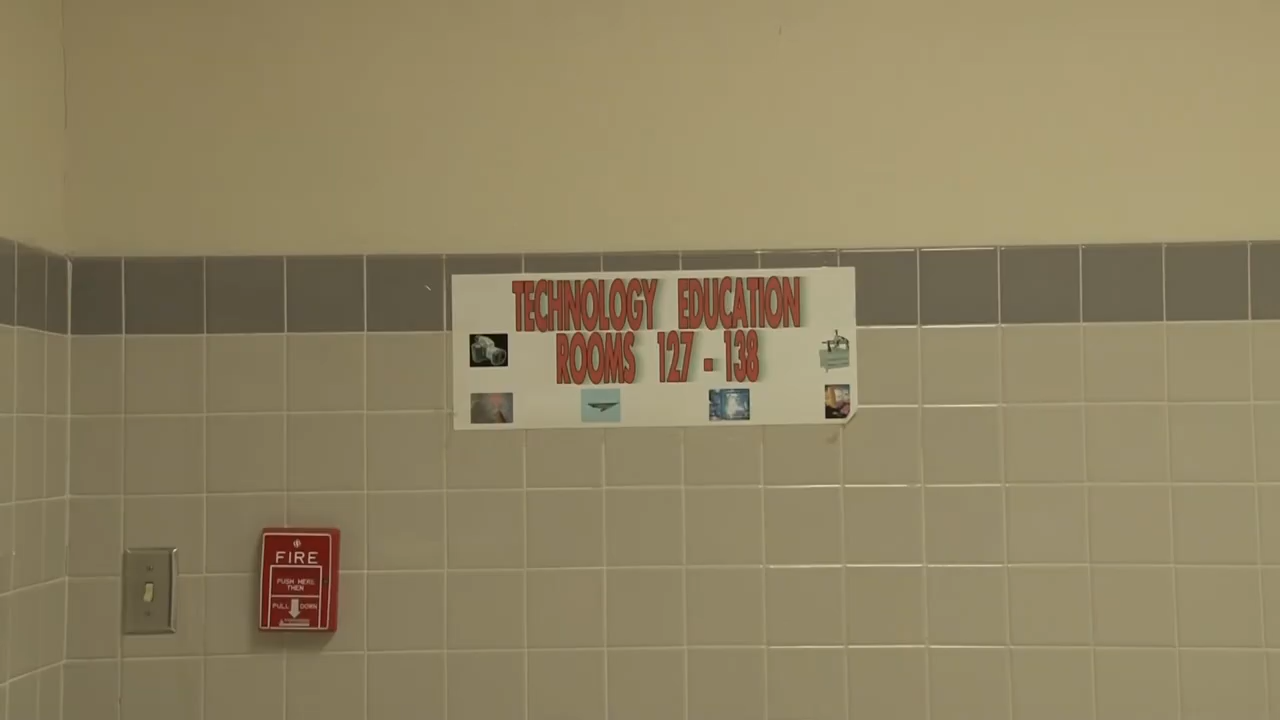 TECHNOLOGY EDUCATION
ROOMS 127 - 138
FIRE
PUSH HERE,
THEN
PULL DOWN